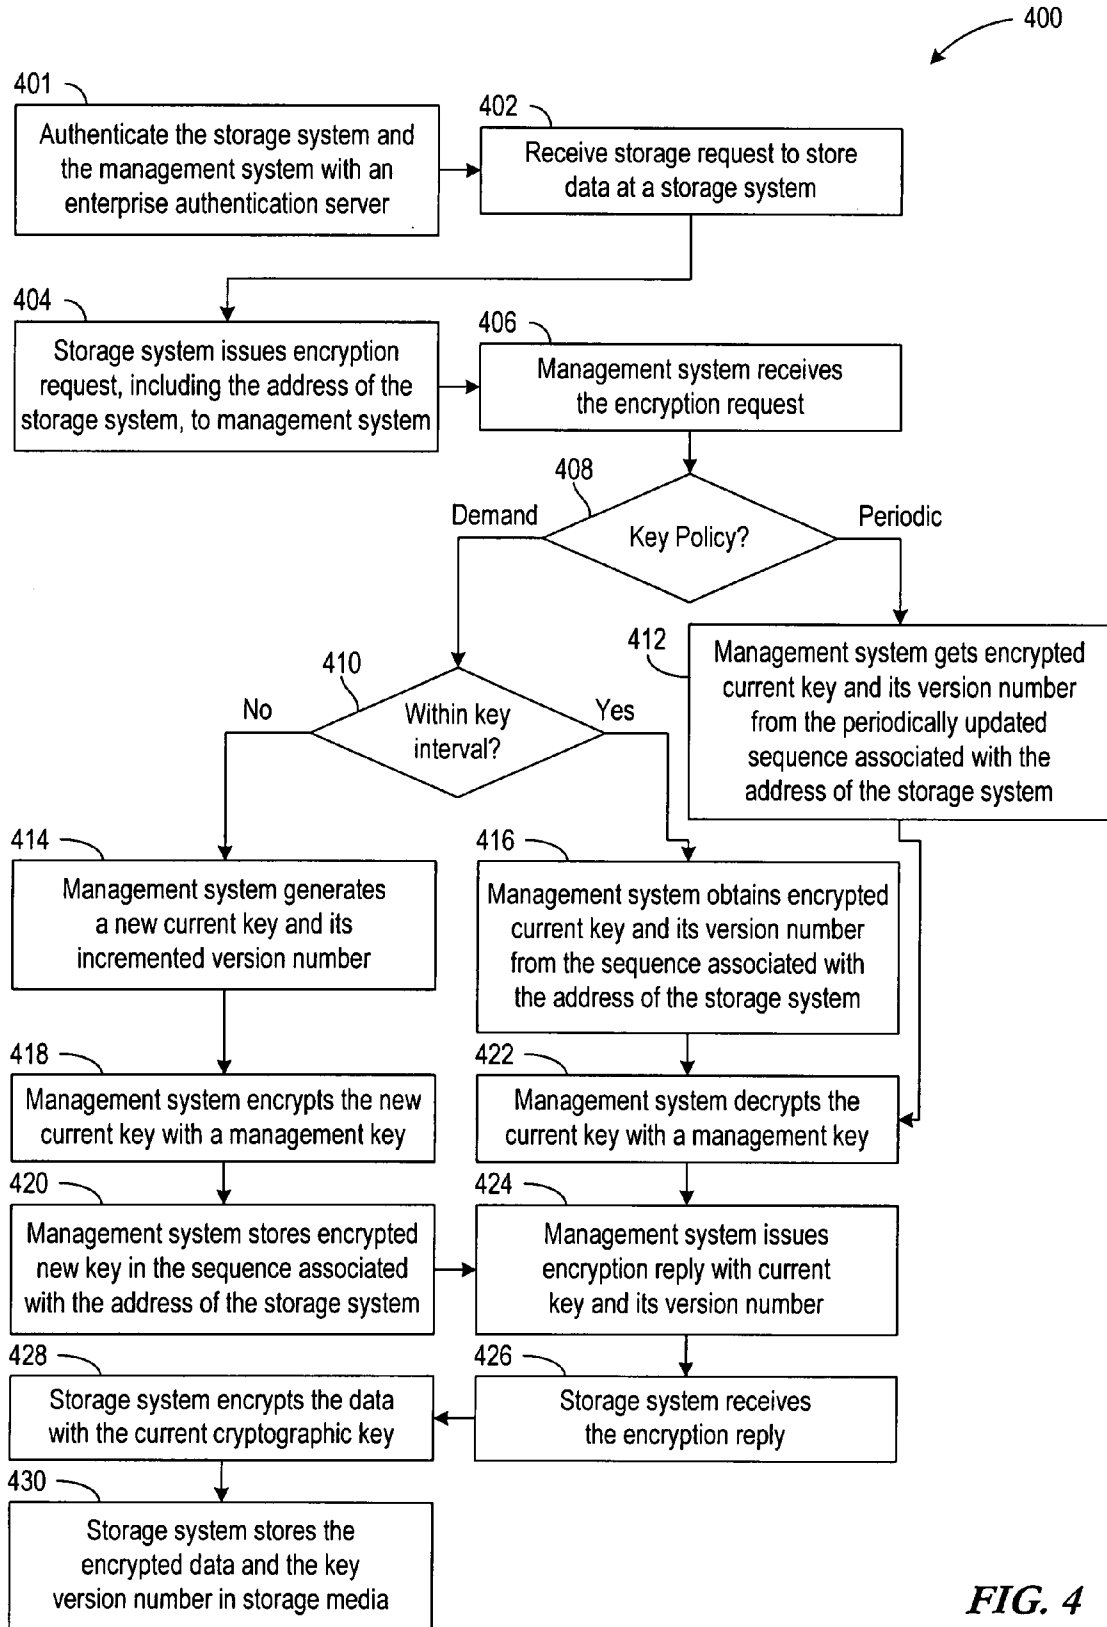 400
401
Authenticate the storage system and
the management system with an
enterprise authentication server
402
Receive storage request to store
data at a storage system
404
Storage system issues encryption
request, including the address of the
storage system, to management system
406
Management system receives
the encryption request
408
Demand
Key Policy?
Periodic
410
No
Within key
interval?
Yes
412
Management system gets encrypted
current key and its version number
from the periodically updated
sequence associated with the
address of the storage system
414
Management system generates
a new current key and its
incremented version number
416
Management system obtains encrypted
current key and its version number
from the sequence associated with
the address of the storage system
418
Management system encrypts the new
current key with a management key
422
Management system decrypts the
current key with a management key
420
Management system stores encrypted
new key in the sequence associated
with the address of the storage system
424
Management system issues
encryption reply with current
key and its version number
428
Storage system encrypts the data
with the current cryptographic key
426
Storage system receives
the encryption reply
430
Storage system stores the
encrypted data and the key
version number in storage media
FIG. 4